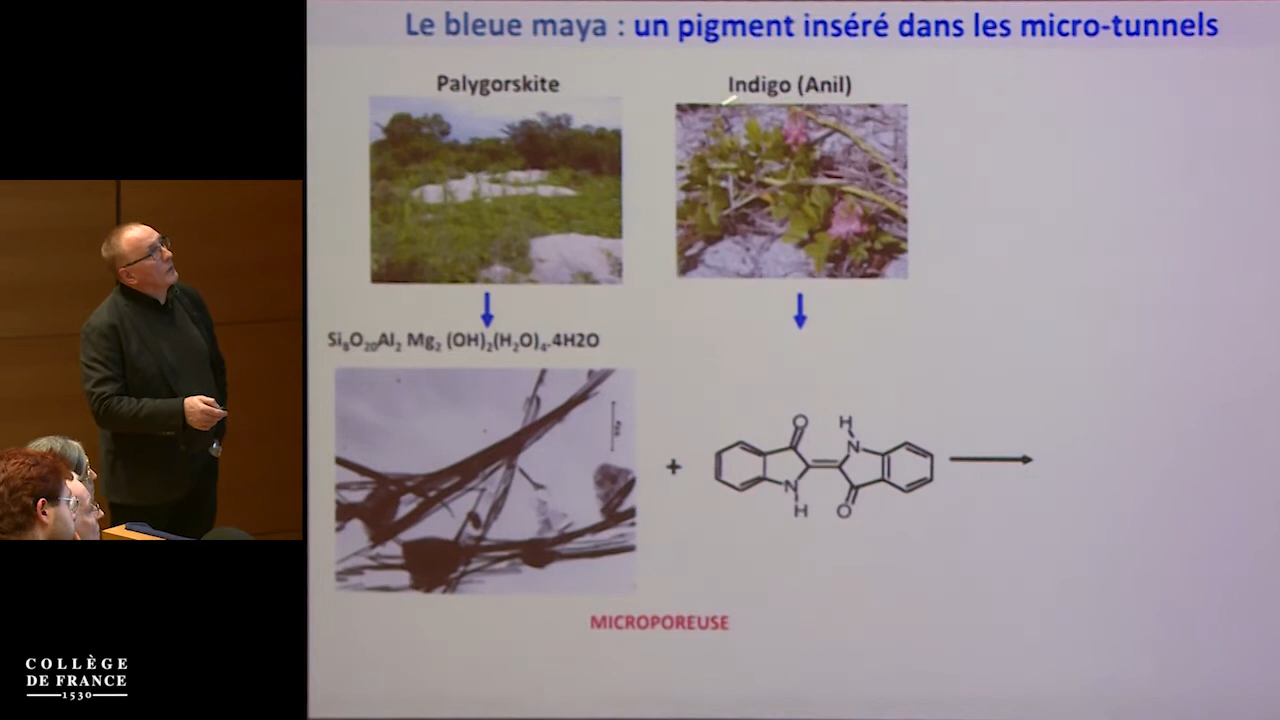 Le bleue maya : un pigment inséré dans les micro-tunnels
Palygorskite
Indigo (Anil)
Si₈O₂₀Al₂ Mg₂ (OH)₂(H₂O)₄.4H2O
O
H
N
+
N
H
O
MICROPOREUSE
COLLÈGE
DE FRANCE
1530